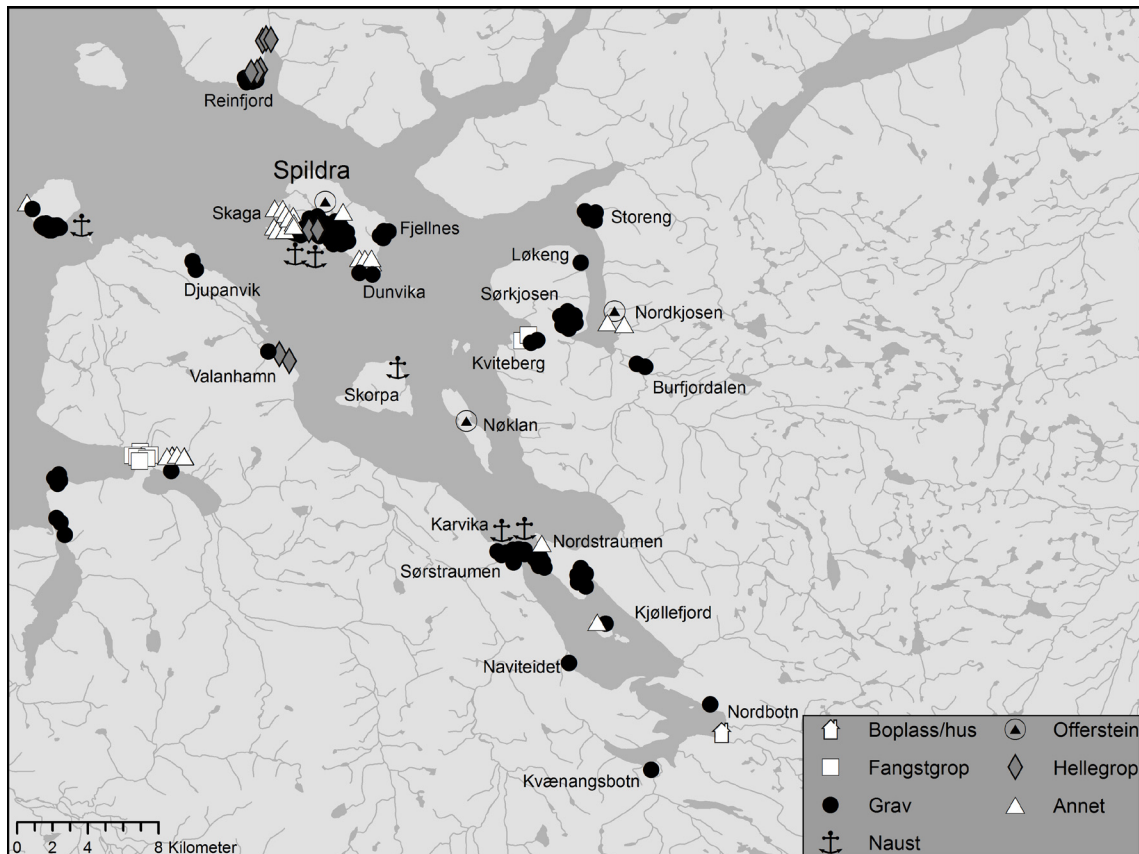 Reinfjord
Spildra
Skaga
Fjellnes
Storeng
Løkeng
Djupanvik
Dunvika
Sørkjosen
Nordkjosen
Kviteberg
Valanhamn
Skorpa
Burfjordalen
Nøklan
Karvika
Nordstraumen
Sørstraumen
Kjøllefjord
Naviteidet
Nordbotn
Kvænangsbotn
Boplass/hus
Offerstein
Fangstgrop
Hellegrop
Grav
Annet
Naust
0 2 4 8 Kilometer